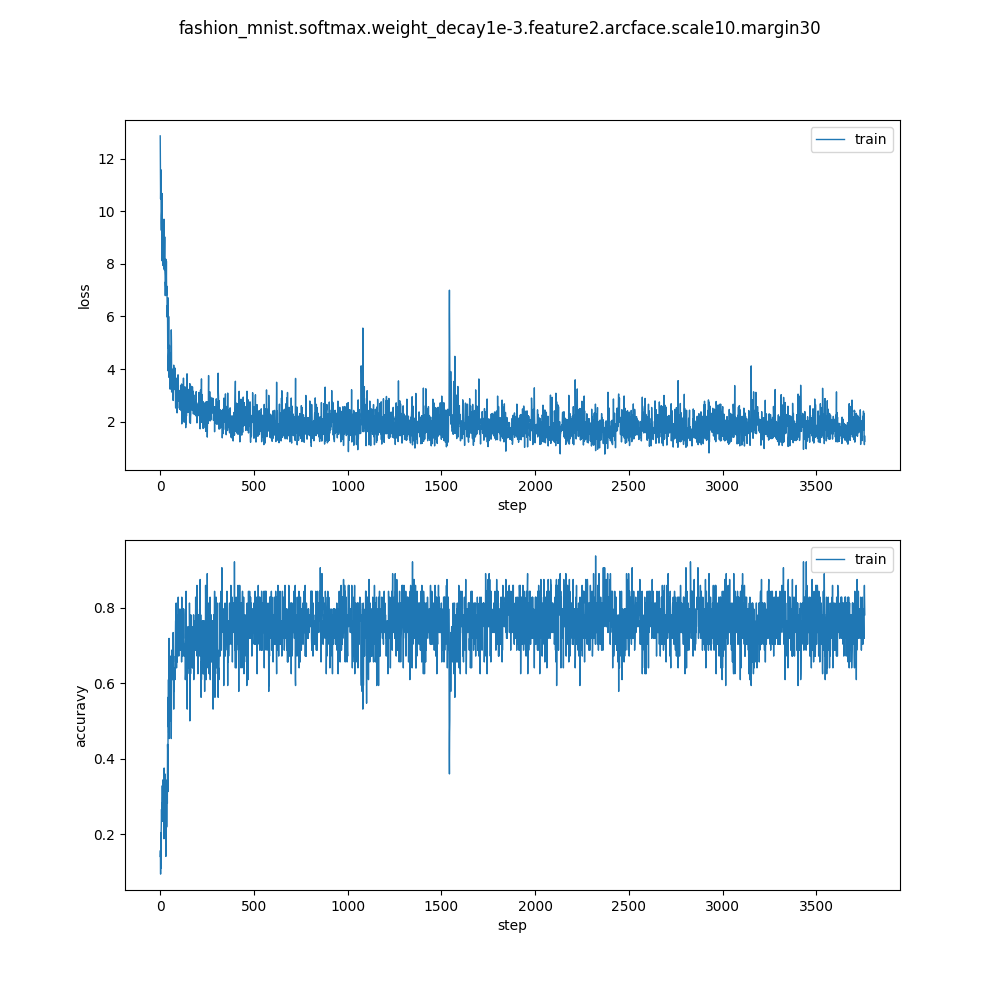 fashion_mnist.softmax.weight_decay1e-3.feature2.arcface.scale10.margin30
train
12
10
8
6
4
2
loss
0 500 1000 1500 2000 2500 3000 3500
step
train
0.8
0.6
0.4
0.2
accuravy
0 500 1000 1500 2000 2500 3000 3500
step